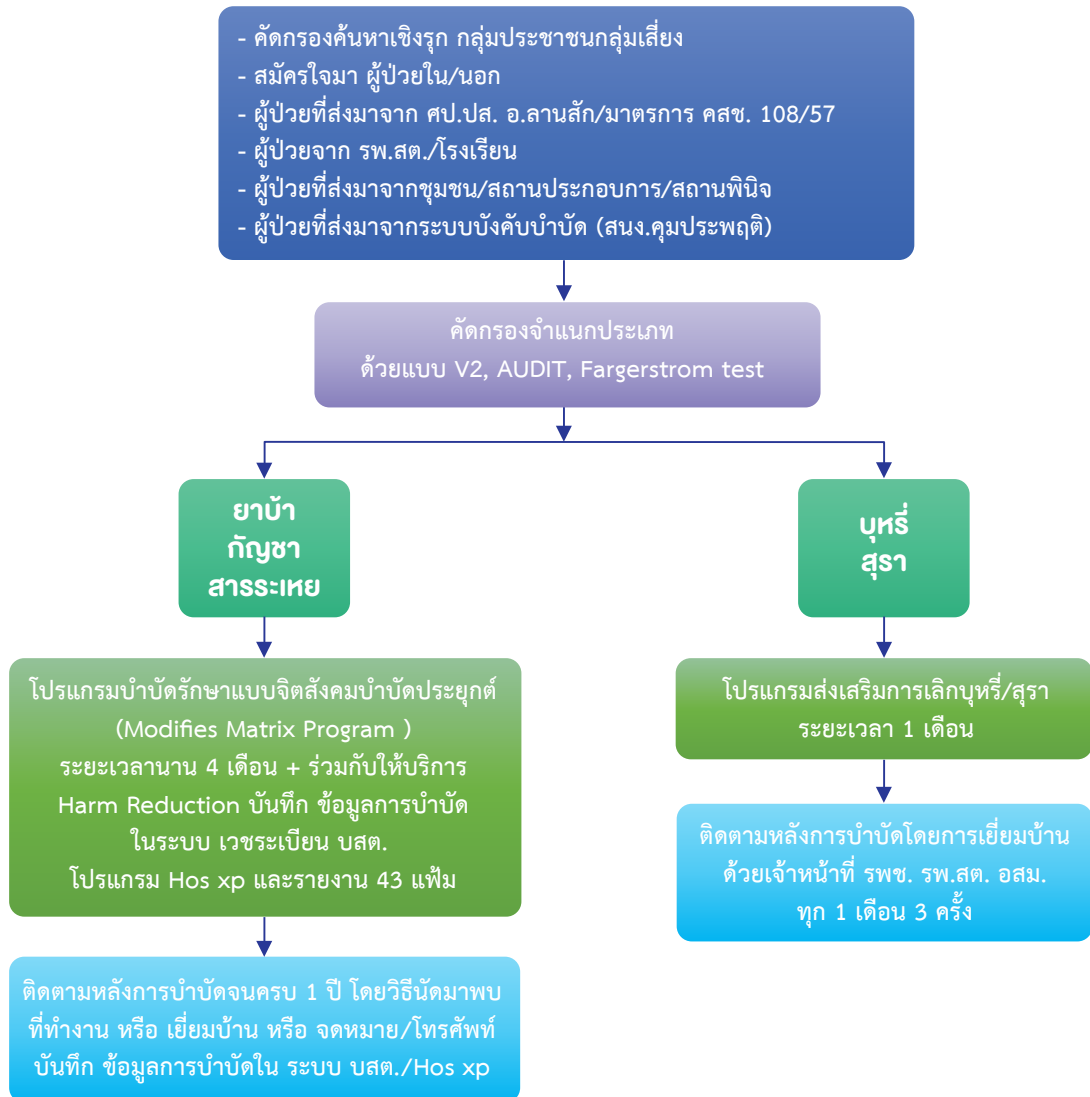 - คัดกรองค้นหาเชิงรุก กลุ่มประชาชนกลุ่มเสี่ยง
- สมัครใจมา ผู้ป่วยใน/นอก
- ผู้ป่วยที่ส่งมาจาก ศป.ปส. อ.ลานสัก/มาตรการ คสช. 108/57
- ผู้ป่วยจาก รพ.สต./โรงเรียน
- ผู้ป่วยที่ส่งมาจากชุมชน/สถานประกอบการ/สถานพินิจ
- ผู้ป่วยที่ส่งมาจากระบบบังคับบำบัด (สนง.คุมประพฤติ)
คัดกรองจำแนกประเภท
ด้วยแบบ V2, AUDIT, Fargerstrom test
ยาบ้า
กัญชา
สารระเหย
บุหรี่
สุรา
โปรแกรมบำบัดรักษาแบบจิตสังคมบำบัดประยุกต์
(Modifies Matrix Program )
ระยะเวลานาน 4 เดือน + ร่วมกับให้บริการ
Harm Reduction บันทึก ข้อมูลการบำบัด
ในระบบ เวชระเบียน บสต.
โปรแกรม Hos xp และรายงาน 43 แฟ้ม
โปรแกรมส่งเสริมการเลิกบุหรี่/สุรา
ระยะเวลา 1 เดือน
ติดตามหลังการบำบัดโดยการเยี่ยมบ้าน
ด้วยเจ้าหน้าที่ รพช. รพ.สต. อสม.
ทุก 1 เดือน 3 ครั้ง
ติดตามหลังการบำบัดจนครบ 1 ปี โดยวิธีนัดมาพบ
ที่ทำงาน หรือ เยี่ยมบ้าน หรือ จดหมาย/โทรศัพท์
บันทึก ข้อมูลการบำบัดใน ระบบ บสต./Hos xp